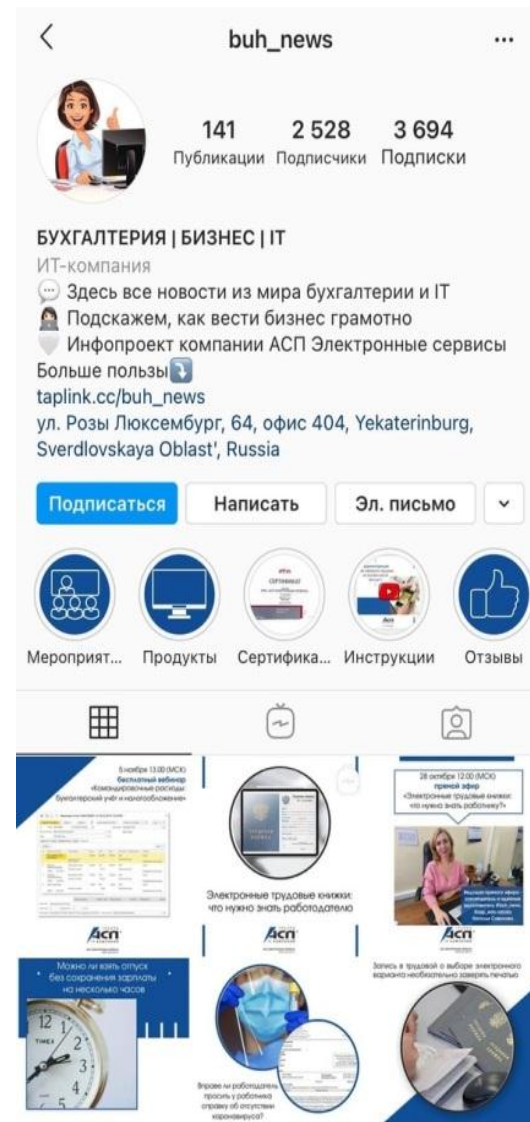 buh_news
141 2 528 3 694
Публикации Подписчики Подписки
БУХГАЛТЕРИЯ | БИЗНЕС | IT
ИТ-компания
Здесь все новости из мира бухгалтерии и IT
Подскажем, как вести бизнес грамотно
Инфопроект компании АСП Электронные сервисы
Больше пользы
taplink.cc/buh_news
ул. Розы Люксембург, 64, офис 404, Yekaterinburg,
Sverdlovskaya Oblast', Russia
Подписаться Написать Эл. письмо
Мероприят... Продукты Сертифика... Инструкции Отзывы
5 ноября 13.00 (МСК)
бесплатный вебинар
«Командировочные расходы:
бухгалтерский учёт и налогообложение»
Электронные трудовые книжки:
что нужно знать работодателю
28 октября 12:00 (МСК)
прямой эфир
«Электронные трудовые книжки:
что нужно знать работнику?»
Асп
Можно ли взять отпуск
без сохранения зарплаты
на несколько часов
TIMEX
Асп
Вправе ли работодатель
просить у работника
справку об отсутствии
коронавируса?
Асп
Запись в трудовой о выборе электронного
варианта необязательно заверять печатью